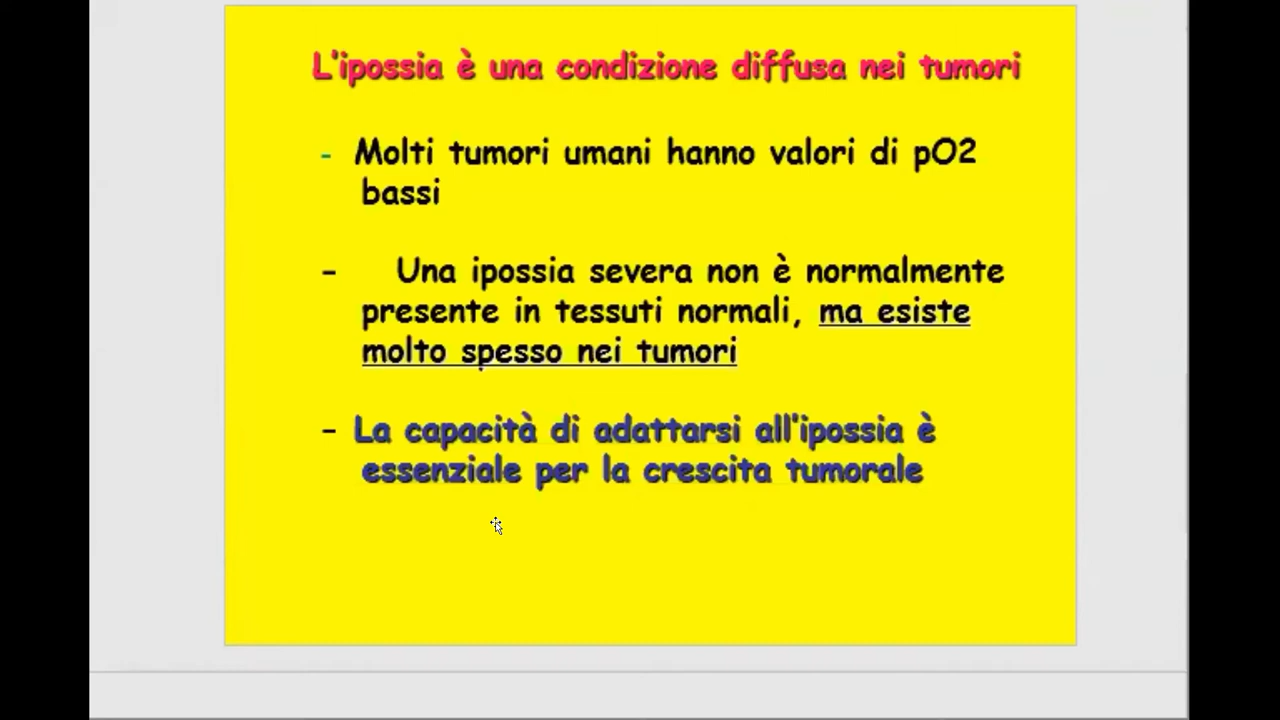 L'ipossia è una condizione diffusa nei tumori
- Molti tumori umani hanno valori di pO2
bassi
- Una ipossia severa non è normalmente
presente in tessuti normali, ma esiste
molto spesso nei tumori
- La capacità di adattarsi all'ipossia è
essenziale per la crescita tumorale